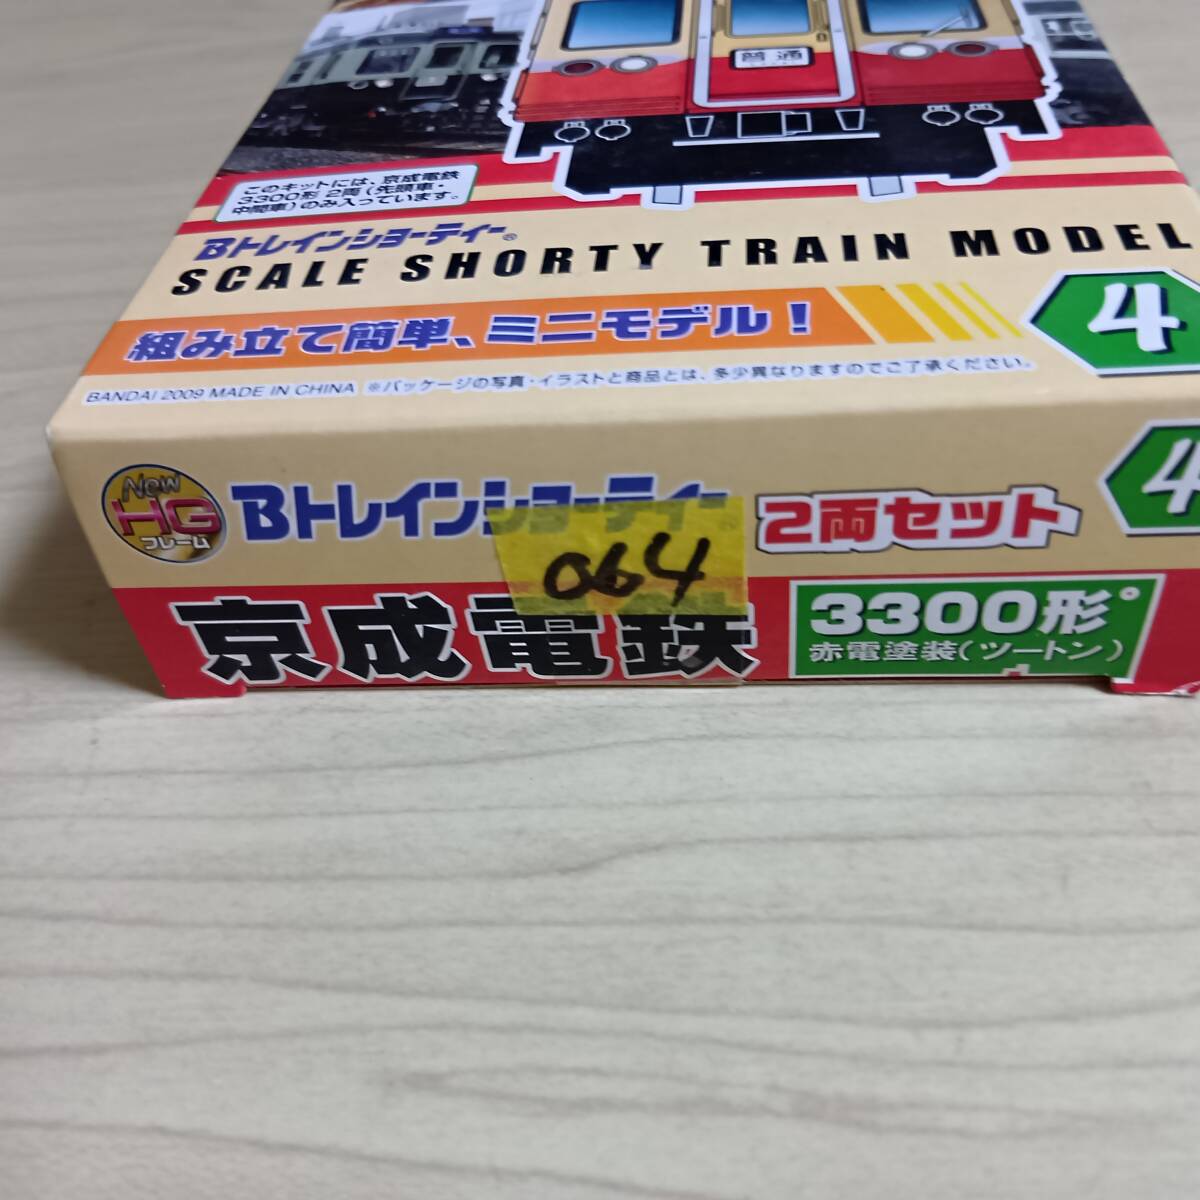 普通
このキットには、京成電鉄
3300形 2両(先頭車・
中間車)のみ入っています。
Bトレインショーティー®
SCALE SHORTY TRAIN MODEL
4
組み立て簡単、ミニモデル!
BANDAI 2009 MADE IN CHINA ※パッケージの写真・イラストと商品とは、多少異なりますのでご了承ください。
New
HG
フレーム
Bトレインショーティー
2両セット
4
064
京成電鉄
3300形
赤電塗装(ツートン)